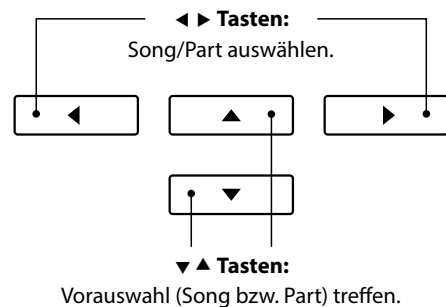 ◀ ▶ Tasten:
Song/Part auswählen.
◀ ▲ ▶
▼
▼ ▲ Tasten:
Vorauswahl (Song bzw. Part) treffen.